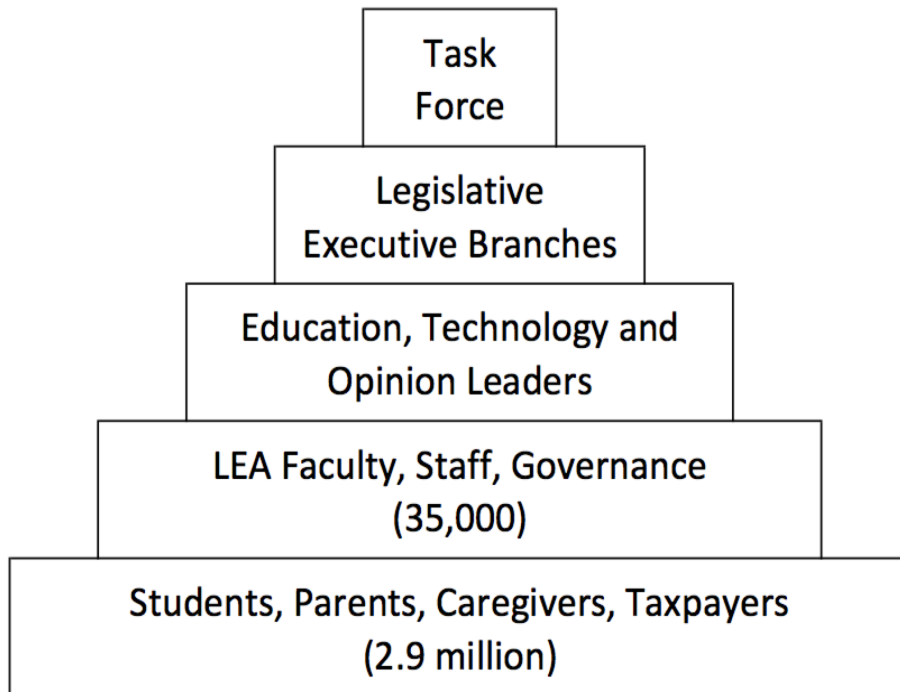 Task
Force
Legislative
Executive Branches
Education, Technology and
Opinion Leaders
LEA Faculty, Staff, Governance
(35,000)
Students, Parents, Caregivers, Taxpayers
(2.9 million)